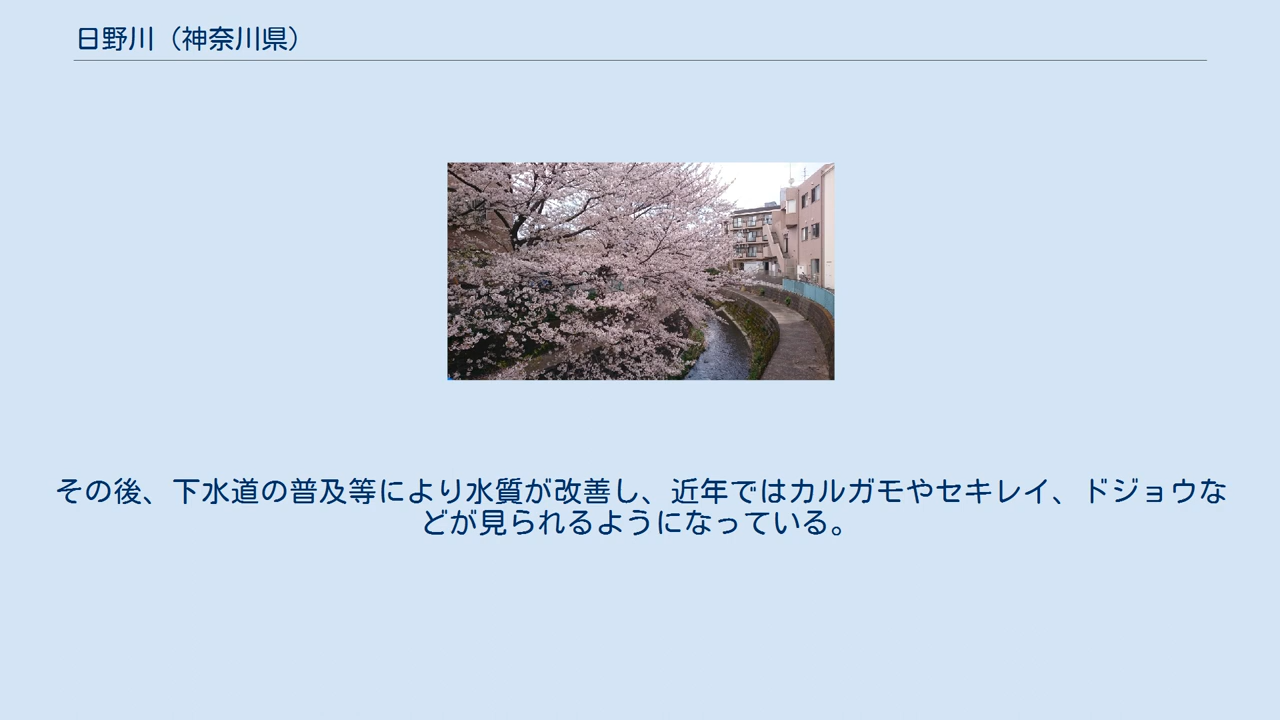 日野川（神奈川県）
その後、下水道の普及等により水質が改善し、近年ではカルガモやセキレイ、ドジョウな
どが見られるようになっている。